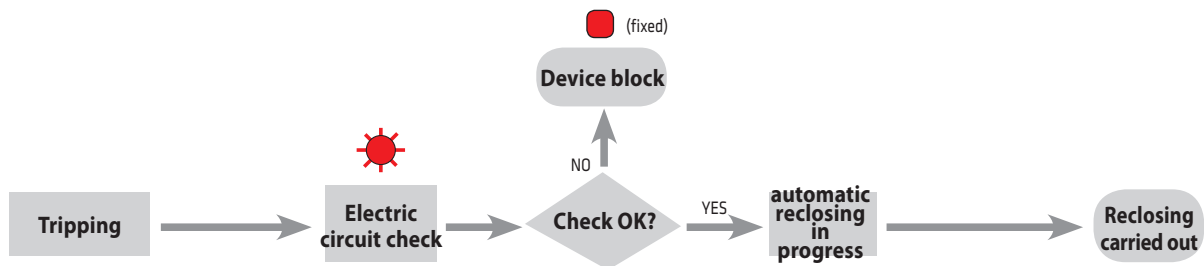 (fixed)
Device block
NO
Tripping
Electric
circuit check
Check OK?
YES
automatic
reclosing
in
progress
Reclosing
carried out